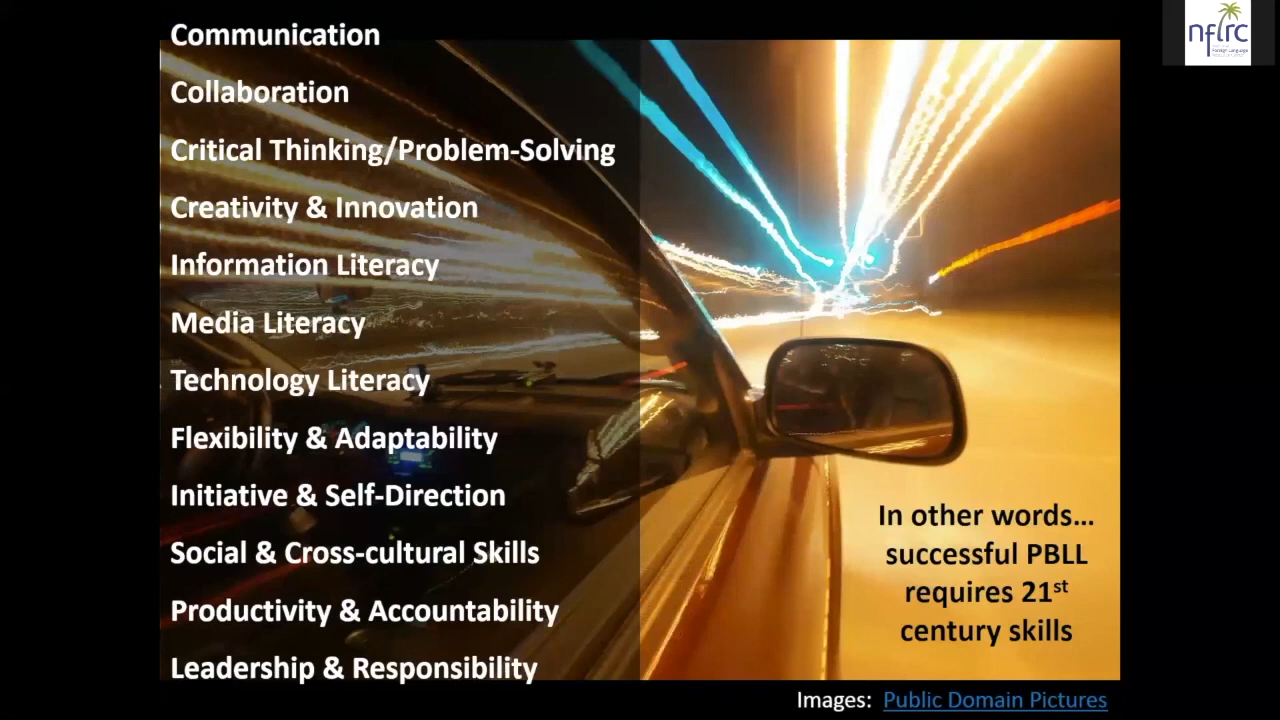 Communication
Collaboration
Critical Thinking/Problem-Solving
Creativity & Innovation
Information Literacy
Media Literacy
Technology Literacy
Flexibility & Adaptability
Initiative & Self-Direction
Social & Cross-cultural Skills
Productivity & Accountability
Leadership & Responsibility
In other words…
successful PBLL
requires 21st
century skills
Images: Public Domain Pictures
nflrc
Foreign Language